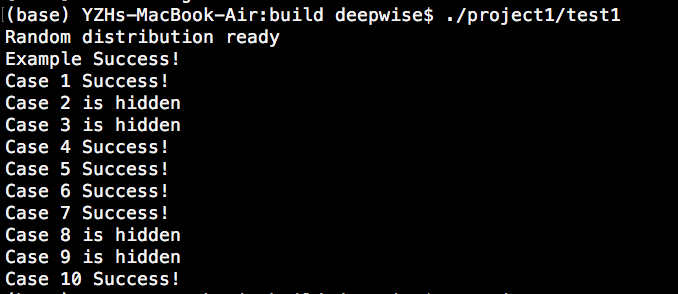 (base) YZHs-MacBook-Air:build deepwise$ ./project1/test1
Random distribution ready
Example Success!
Case 1 Success!
Case 2 is hidden
Case 3 is hidden
Case 4 Success!
Case 5 Success!
Case 6 Success!
Case 7 Success!
Case 8 is hidden
Case 9 is hidden
Case 10 Success!